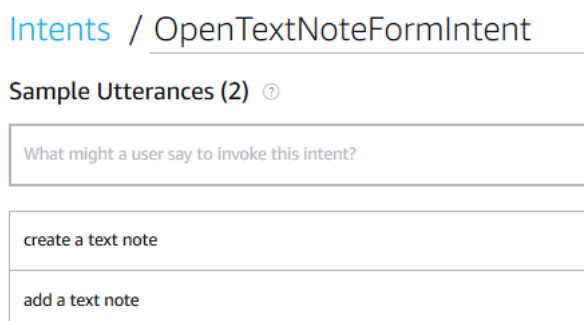 Intents / OpenTextNoteFormIntent
Sample Utterances (2) ?
What might a user say to invoke this intent?
create a text note
add a text note